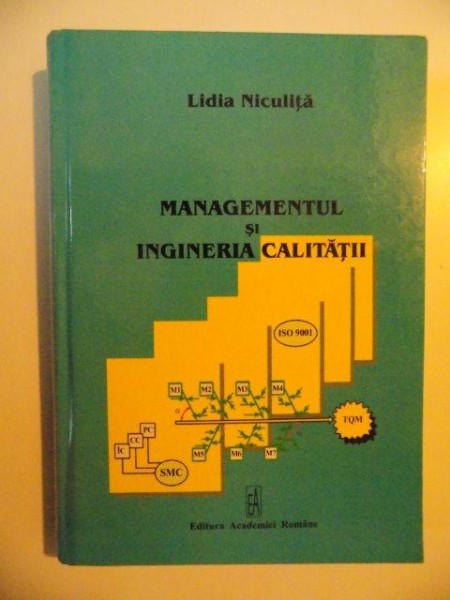 Lidia Niculiță
MANAGEMENTUL
și
INGINERIA CALITĂȚII
ISO 9001
M1 M2 M3 M4
α
TQM
PC
CC
IC
M5 M6 M7
SMC
EA
Editura Academiei Române